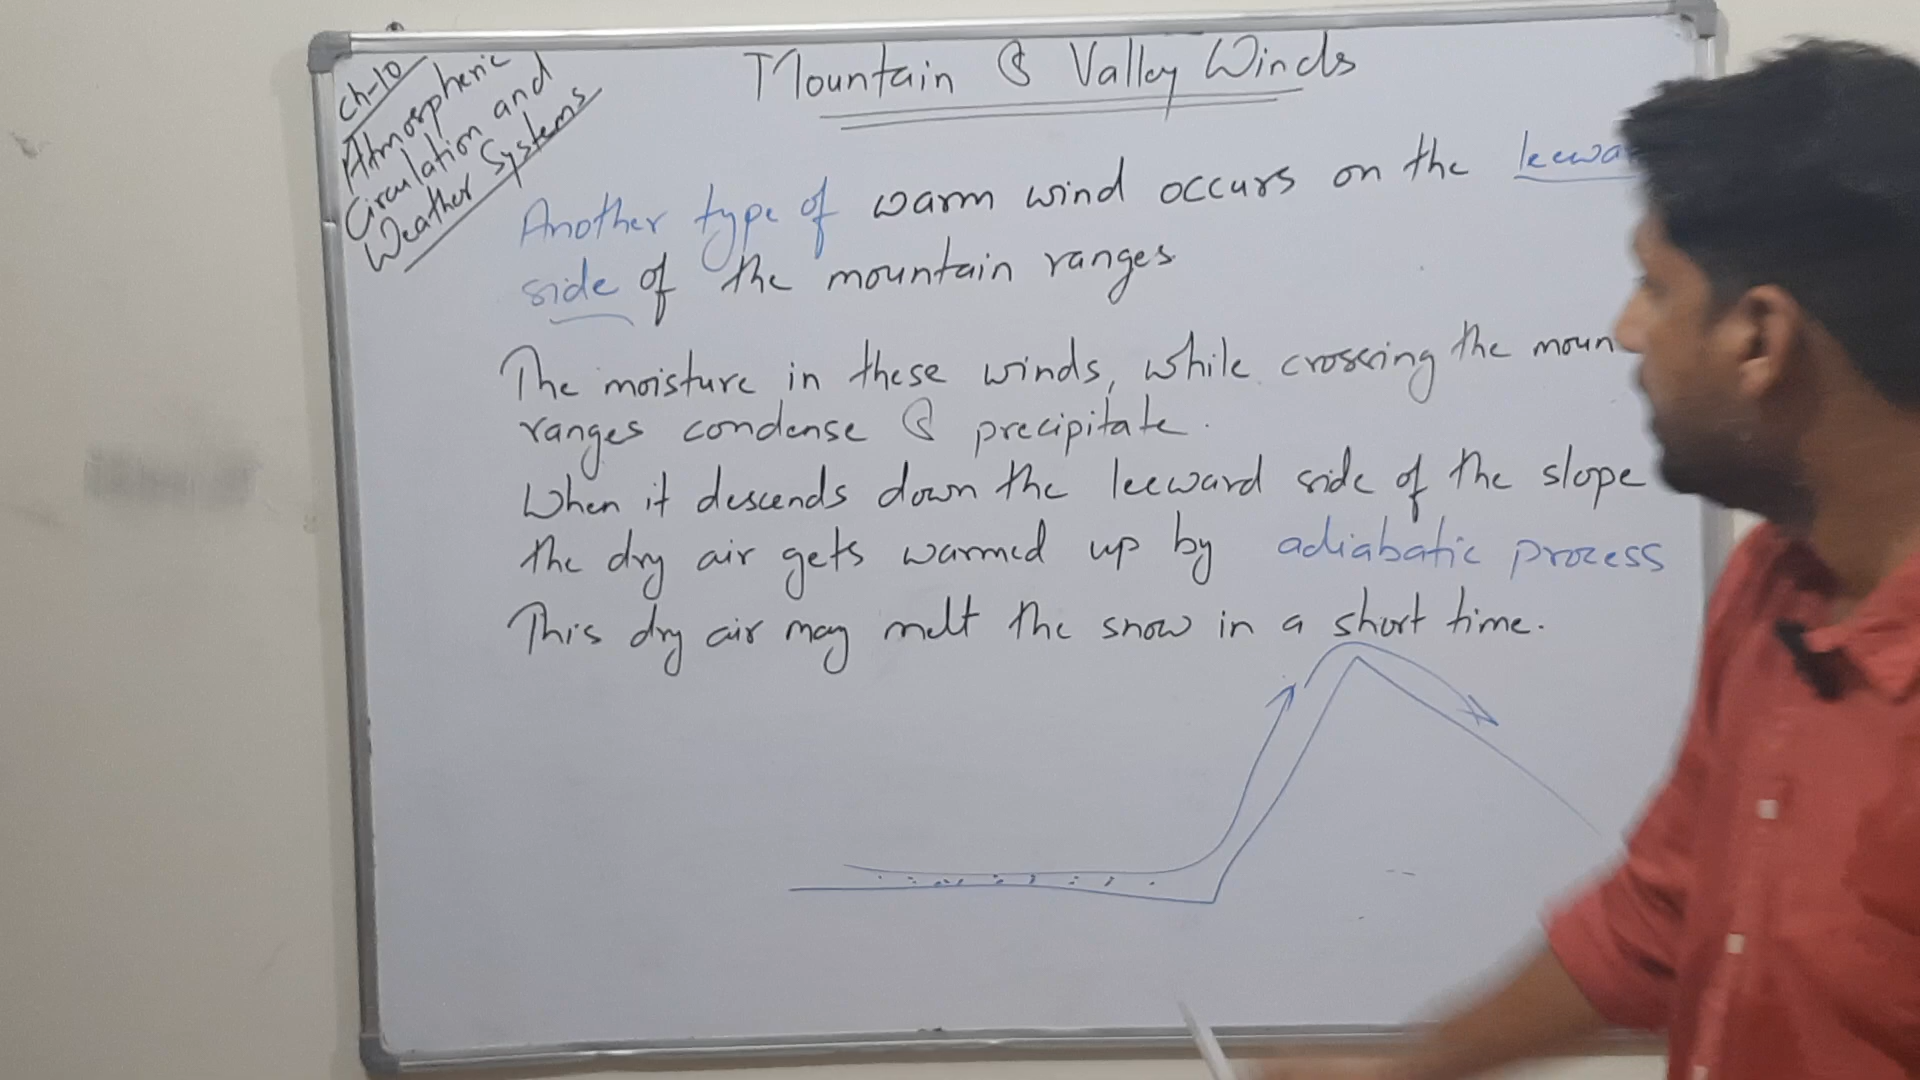 Ch-10
Atmospheric
Circulation and
Weather Systems
Mountain & Valley Winds
Another type of warm wind occurs on the leewa
side of the mountain ranges
The moisture in these winds, while crossing the moun
ranges condense & precipitate.
When it descends down the leeward side of the slope
the dry air gets warmed up by adiabatic process
This dry air may melt the snow in a short time.